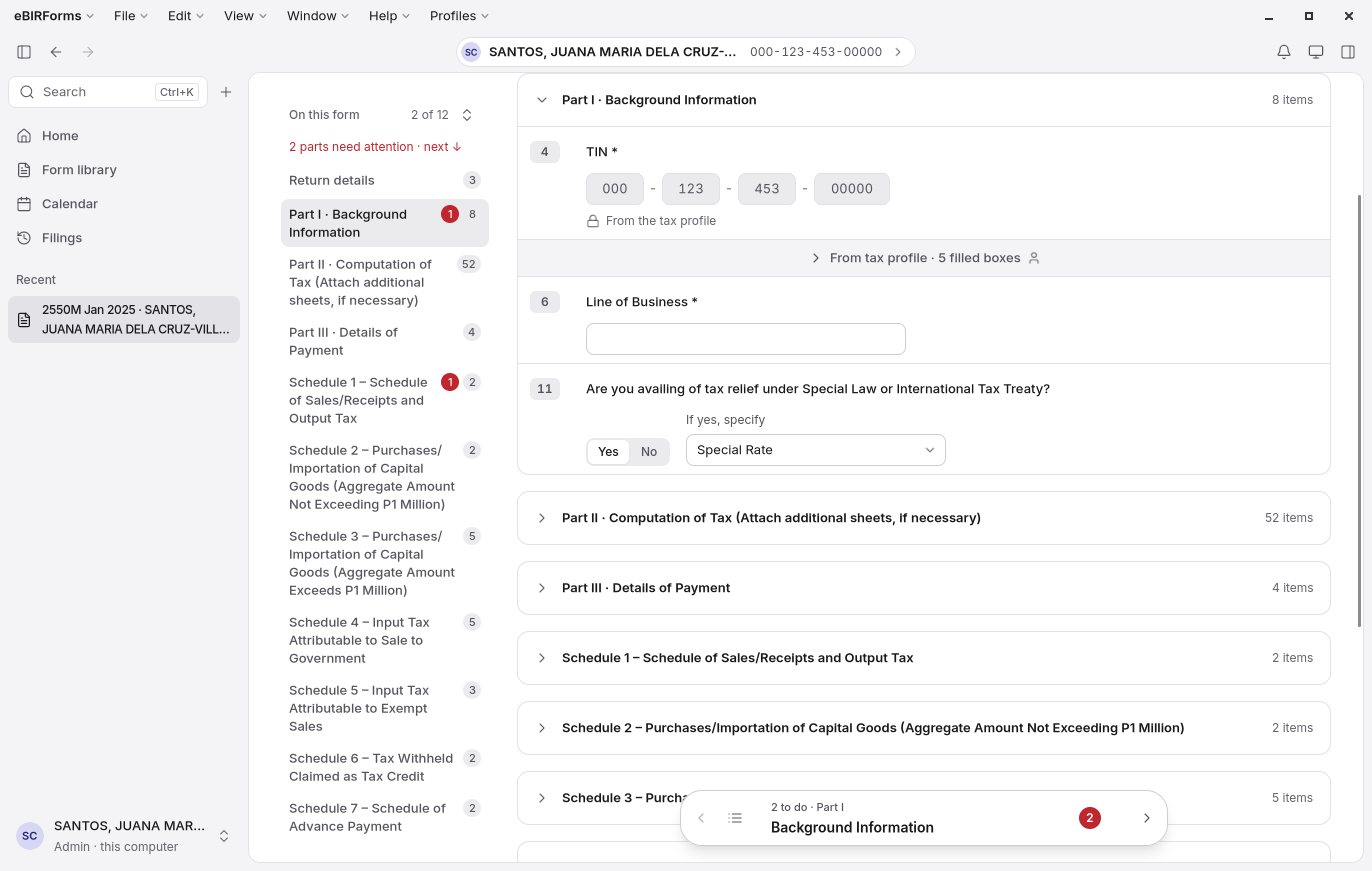 eBIRForms File Edit View Window Help Profiles
SC SANTOS, JUANA MARIA DELA CRUZ-... 000-123-453-00000
Search Ctrl+K
Home
Form library
Calendar
Filings
Recent
2550M Jan 2025 · SANTOS,
JUANA MARIA DELA CRUZ-VILL...
SC SANTOS, JUANA MAR...
Admin · this computer
On this form 2 of 12
2 parts need attention · next ↓
Return details 3
Part I · Background 1 8
Information
Part II · Computation of 52
Tax (Attach additional
sheets, if necessary)
Part III · Details of 4
Payment
Schedule 1 – Schedule 1 2
of Sales/Receipts and
Output Tax
Schedule 2 – Purchases/ 2
Importation of Capital
Goods (Aggregate Amount
Not Exceeding P1 Million)
Schedule 3 – Purchases/ 5
Importation of Capital
Goods (Aggregate Amount
Exceeds P1 Million)
Schedule 4 – Input Tax 5
Attributable to Sale to
Government
Schedule 5 – Input Tax 3
Attributable to Exempt
Sales
Schedule 6 – Tax Withheld 2
Claimed as Tax Credit
Schedule 7 – Schedule of 2
Advance Payment
Part I · Background Information 8 items
4 TIN *
000 - 123 - 453 - 00000
From the tax profile
From tax profile · 5 filled boxes
6 Line of Business *
11 Are you availing of tax relief under Special Law or International Tax Treaty?
If yes, specify
Yes No Special Rate
Part II · Computation of Tax (Attach additional sheets, if necessary) 52 items
Part III · Details of Payment 4 items
Schedule 1 – Schedule of Sales/Receipts and Output Tax 2 items
Schedule 2 – Purchases/Importation of Capital Goods (Aggregate Amount Not Exceeding P1 Million) 2 items
Schedule 3 – Purcha 5 items
2 to do · Part I
Background Information 2